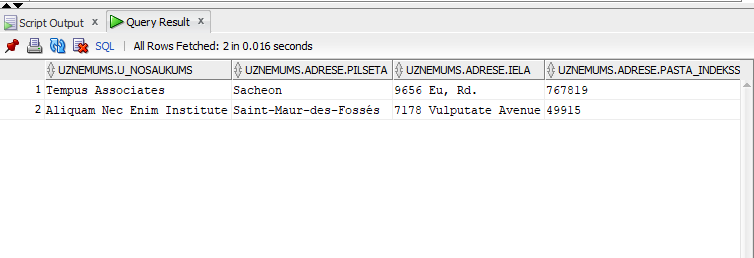 Script Output x Query Result x
SQL | All Rows Fetched: 2 in 0.016 seconds
UZNEMUMS.U_NOSAUKUMS UZNEMUMS.ADRESE.PILSETA UZNEMUMS.ADRESE.IELA UZNEMUMS.ADRESE.PASTA_INDEKSS
1 Tempus Associates Sacheon 9656 Eu, Rd. 767819
2 Aliquam Nec Enim Institute Saint-Maur-des-Fossés 7178 Vulputate Avenue 49915